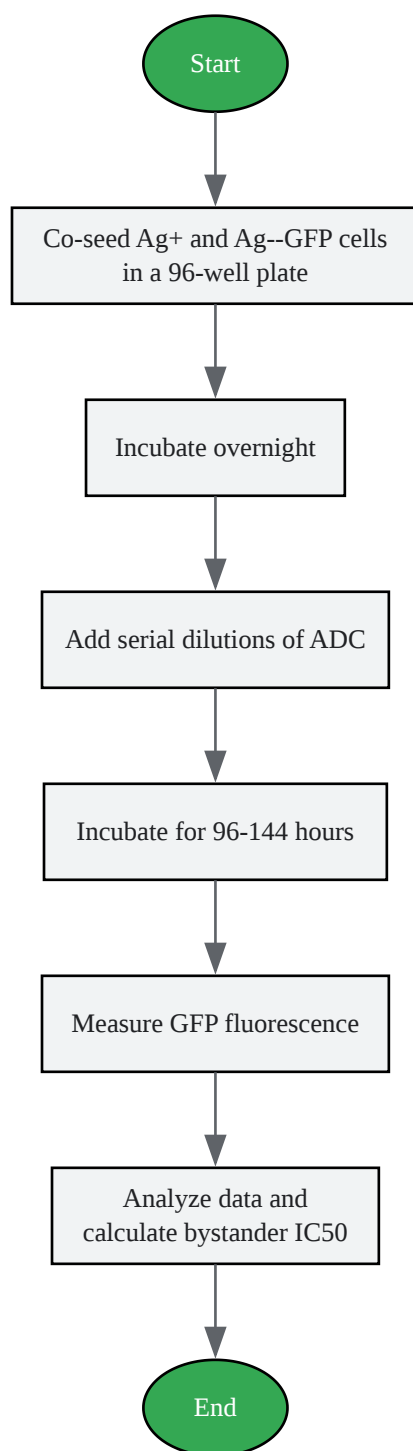 Start
Co-seed Ag+ and Ag--GFP cells
in a 96-well plate
Incubate overnight
Add serial dilutions of ADC
Incubate for 96-144 hours
Measure GFP fluorescence
Analyze data and
calculate bystander IC50
End